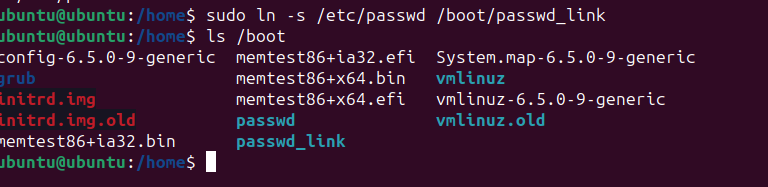 ubuntu@ubuntu:/home$ sudo ln -s /etc/passwd /boot/passwd_link
ubuntu@ubuntu:/home$ ls /boot
config-6.5.0-9-generic memtest86+ia32.efi System.map-6.5.0-9-generic
grub memtest86+x64.bin vmlinuz
initrd.img memtest86+x64.efi vmlinuz-6.5.0-9-generic
initrd.img.old passwd vmlinuz.old
memtest86+ia32.bin passwd_link
ubuntu@ubuntu:/home$